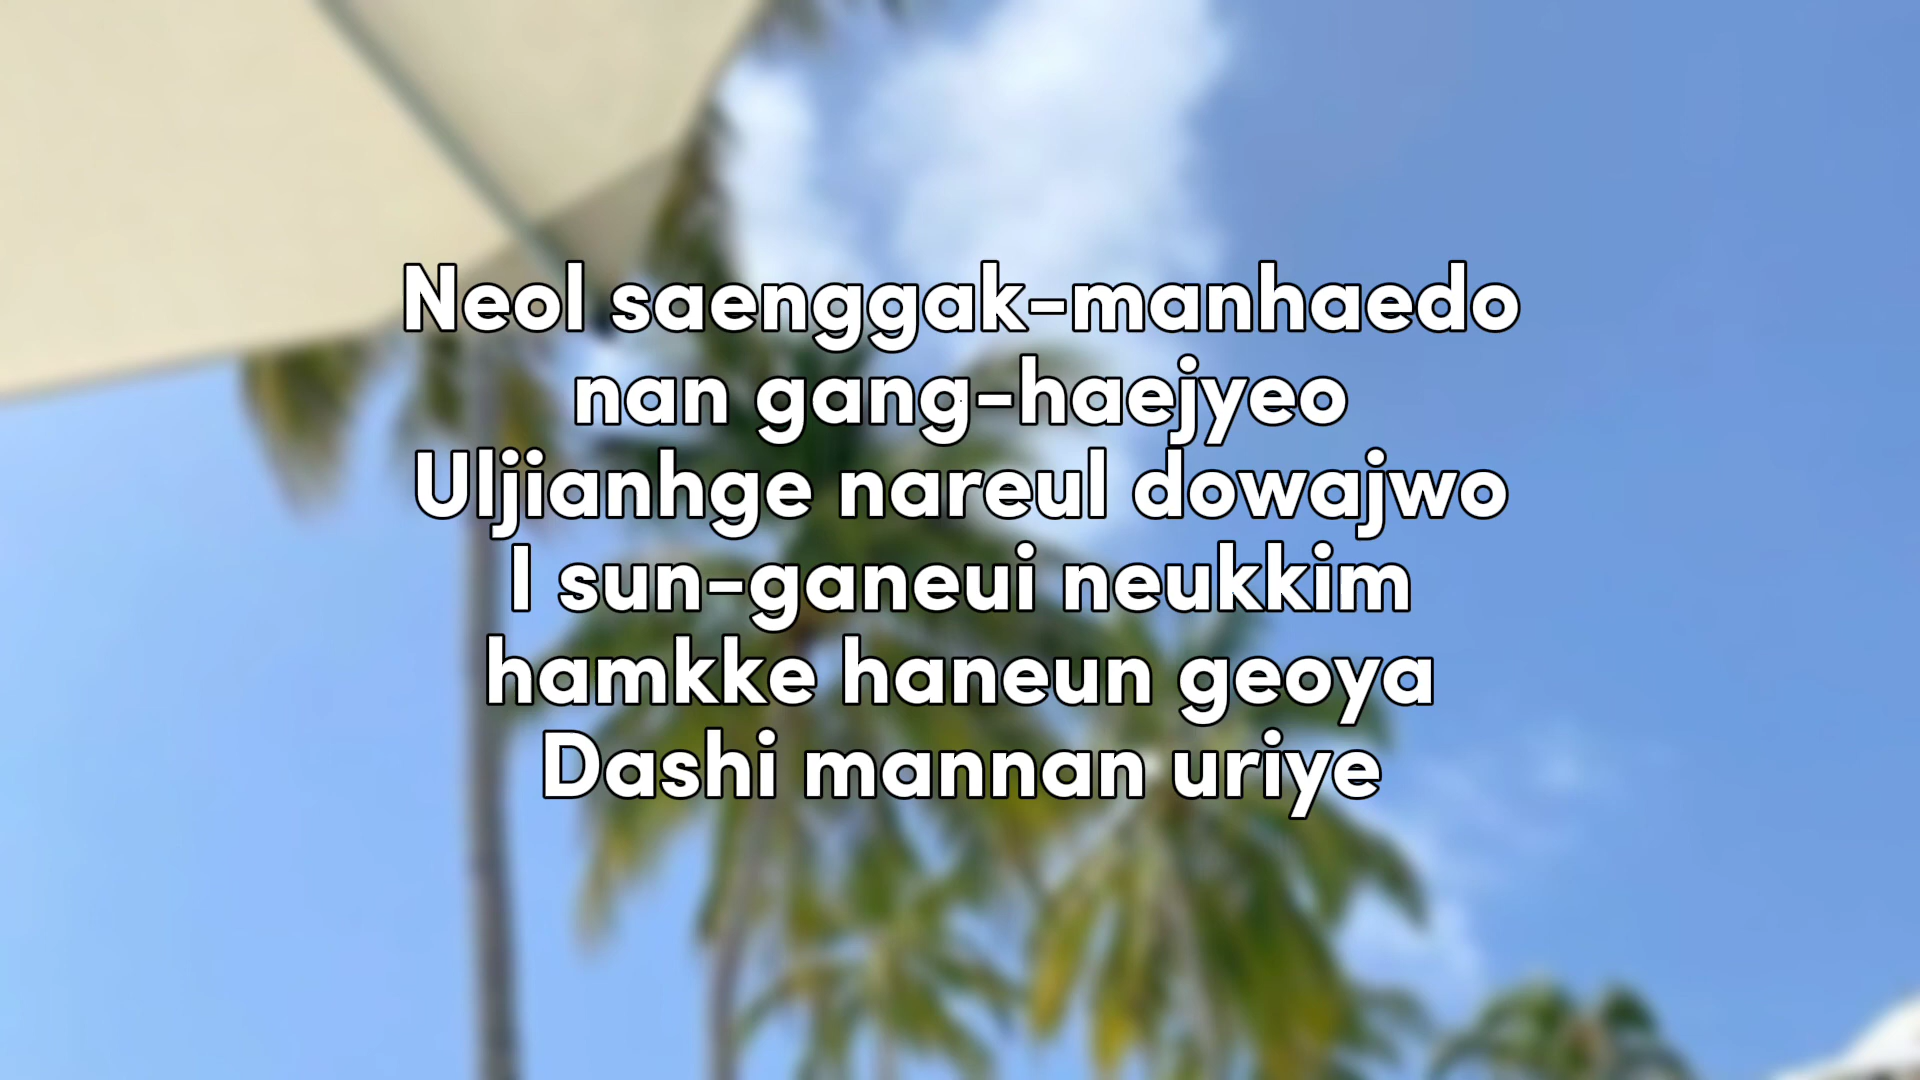 Neol saenggak-manhaedo
nan gang-haejyeo
Uljianhge nareul dowajwo
I sun-ganeui neukkim
hamkke haneun geoya
Dashi mannan uriye